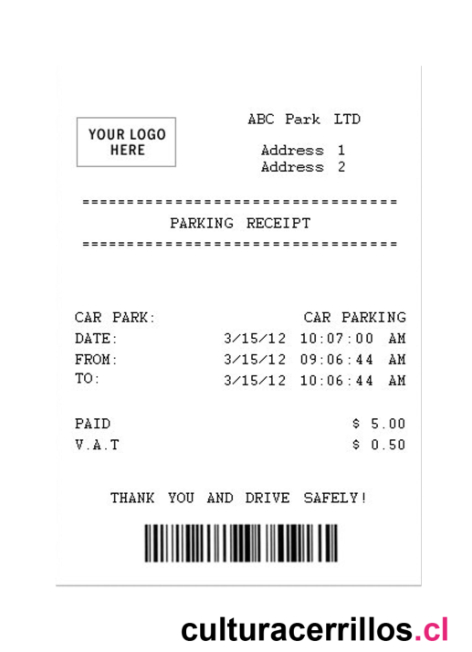 YOUR LOGO
HERE
ABC Park LTD
Address 1
Address 2
==================================
PARKING RECEIPT
==================================
CAR PARK: CAR PARKING
DATE: 3/15/12 10:07:00 AM
FROM: 3/15/12 09:06:44 AM
TO: 3/15/12 10:06:44 AM
PAID $ 5.00
V.A.T $ 0.50
THANK YOU AND DRIVE SAFELY!
culturacerrillos.cl